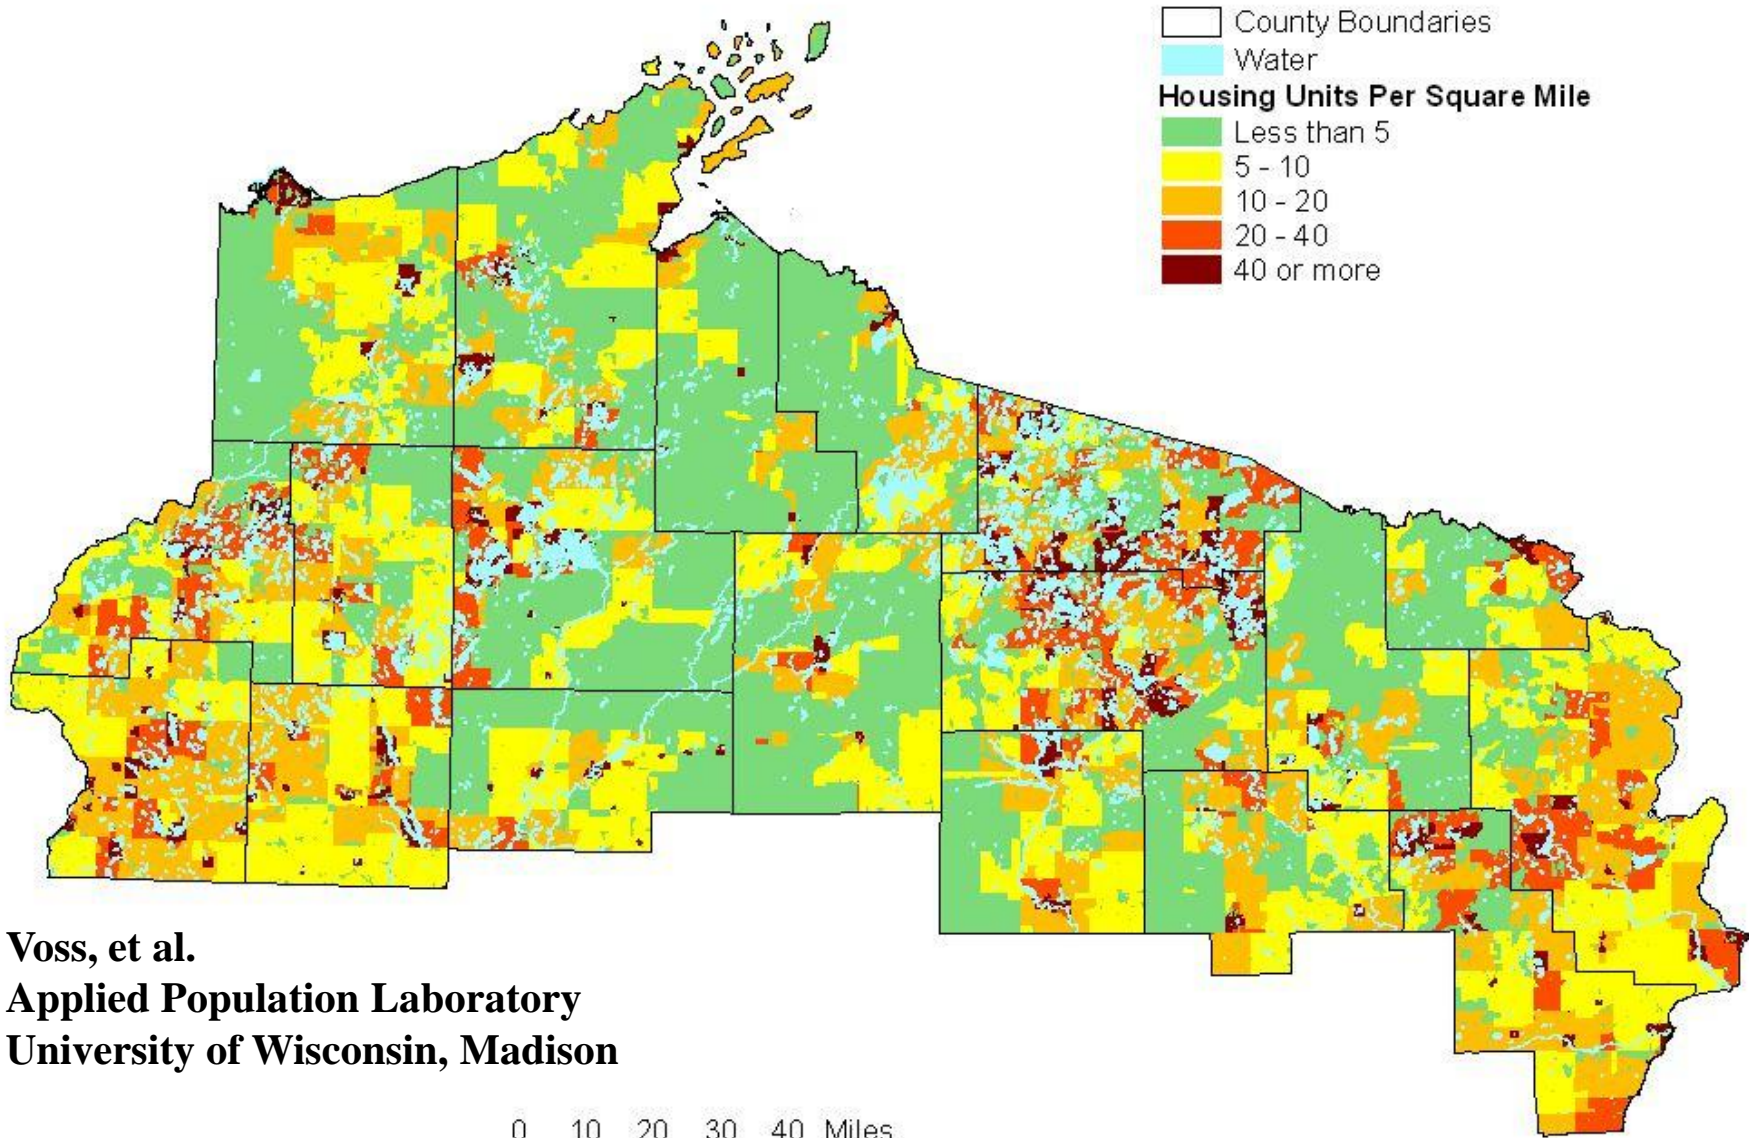 County Boundaries
Water
Housing Units Per Square Mile
Less than 5
5 - 10
10 - 20
20 - 40
40 or more
Voss, et al.
Applied Population Laboratory
University of Wisconsin, Madison
0 10 20 30 40 Miles